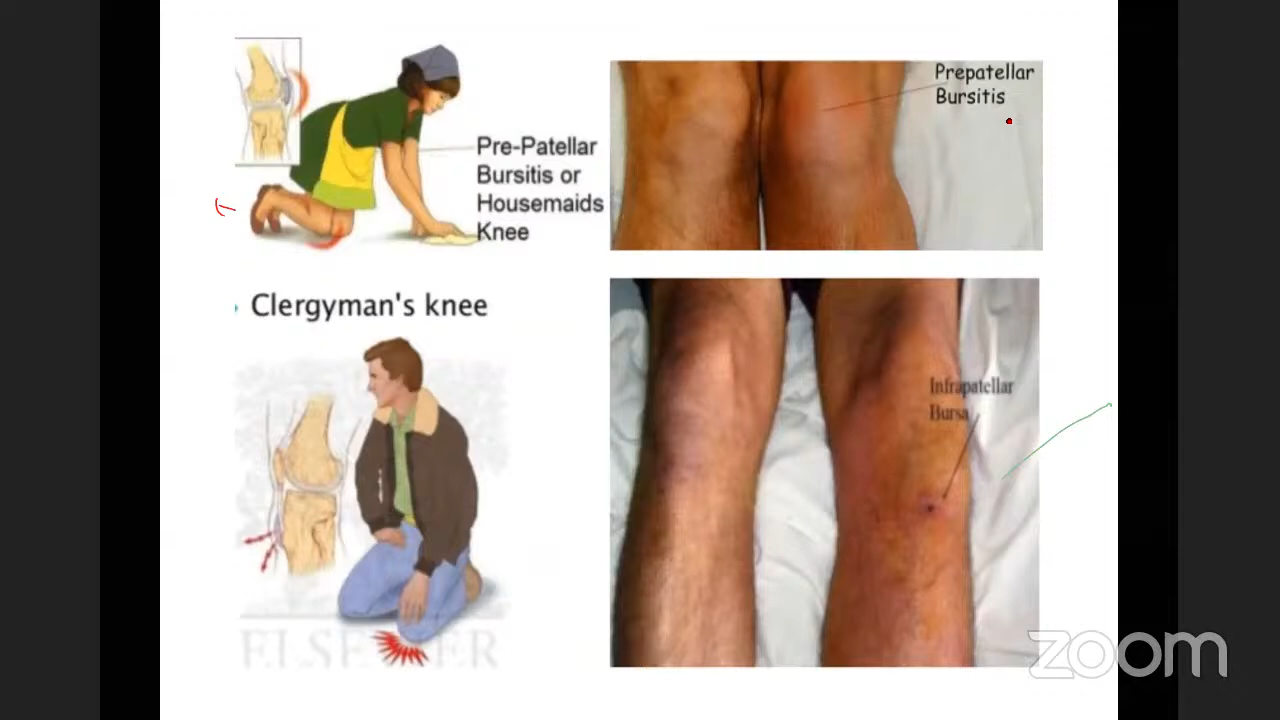 Pre-Patellar
Bursitis or
Housemaids
Knee
Prepatellar
Bursitis
Clergyman's knee
Infrapatellar
Bursa
ELSEVIER
zoom